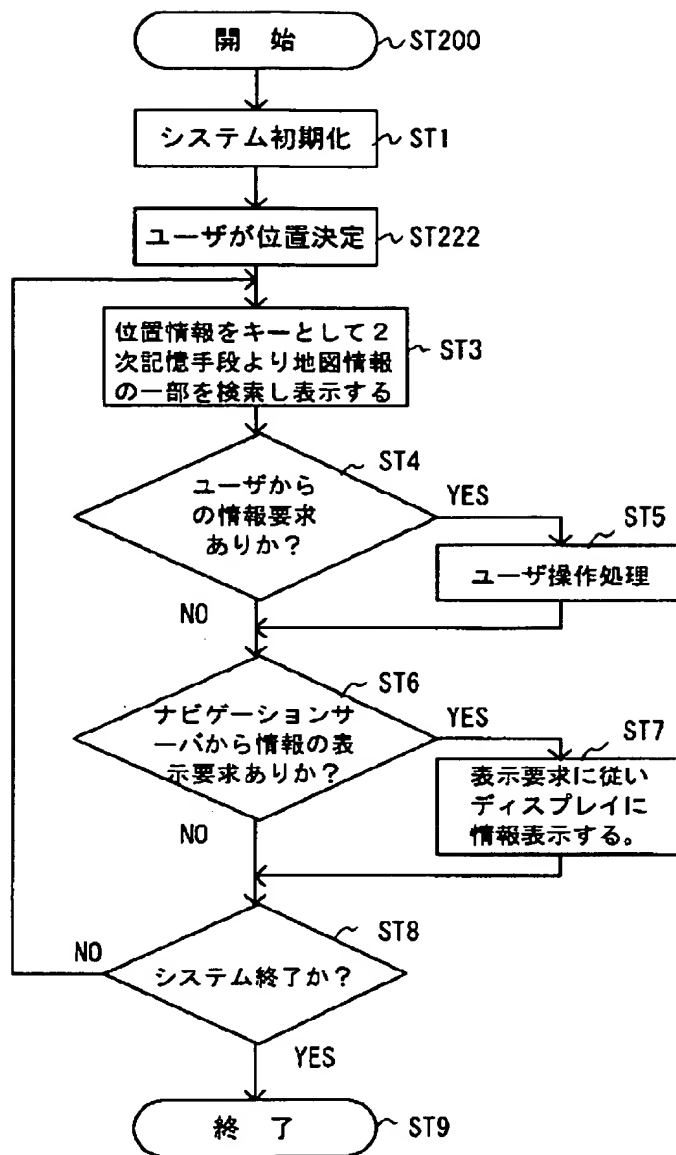 開 始
ST200
システム初期化
ST1
ユーザが位置決定
ST222
位置情報をキーとして2
次記憶手段より地図情報
の一部を検索し表示する
ST3
ST4
ユーザから
の情報要求
ありか?
YES
ST5
ユーザ操作処理
NO
ST6
ナビゲーションサ
ーバから情報の表
示要求ありか?
YES
ST7
表示要求に従い
ディスプレイに
情報表示する。
NO
ST8
システム終了か?
NO
YES
終 了
ST9